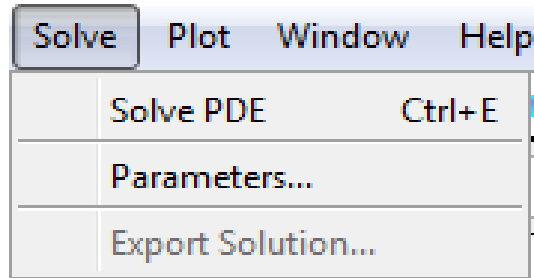 Solve Plot Window Help
Solve PDE Ctrl+E
Parameters...
Export Solution...